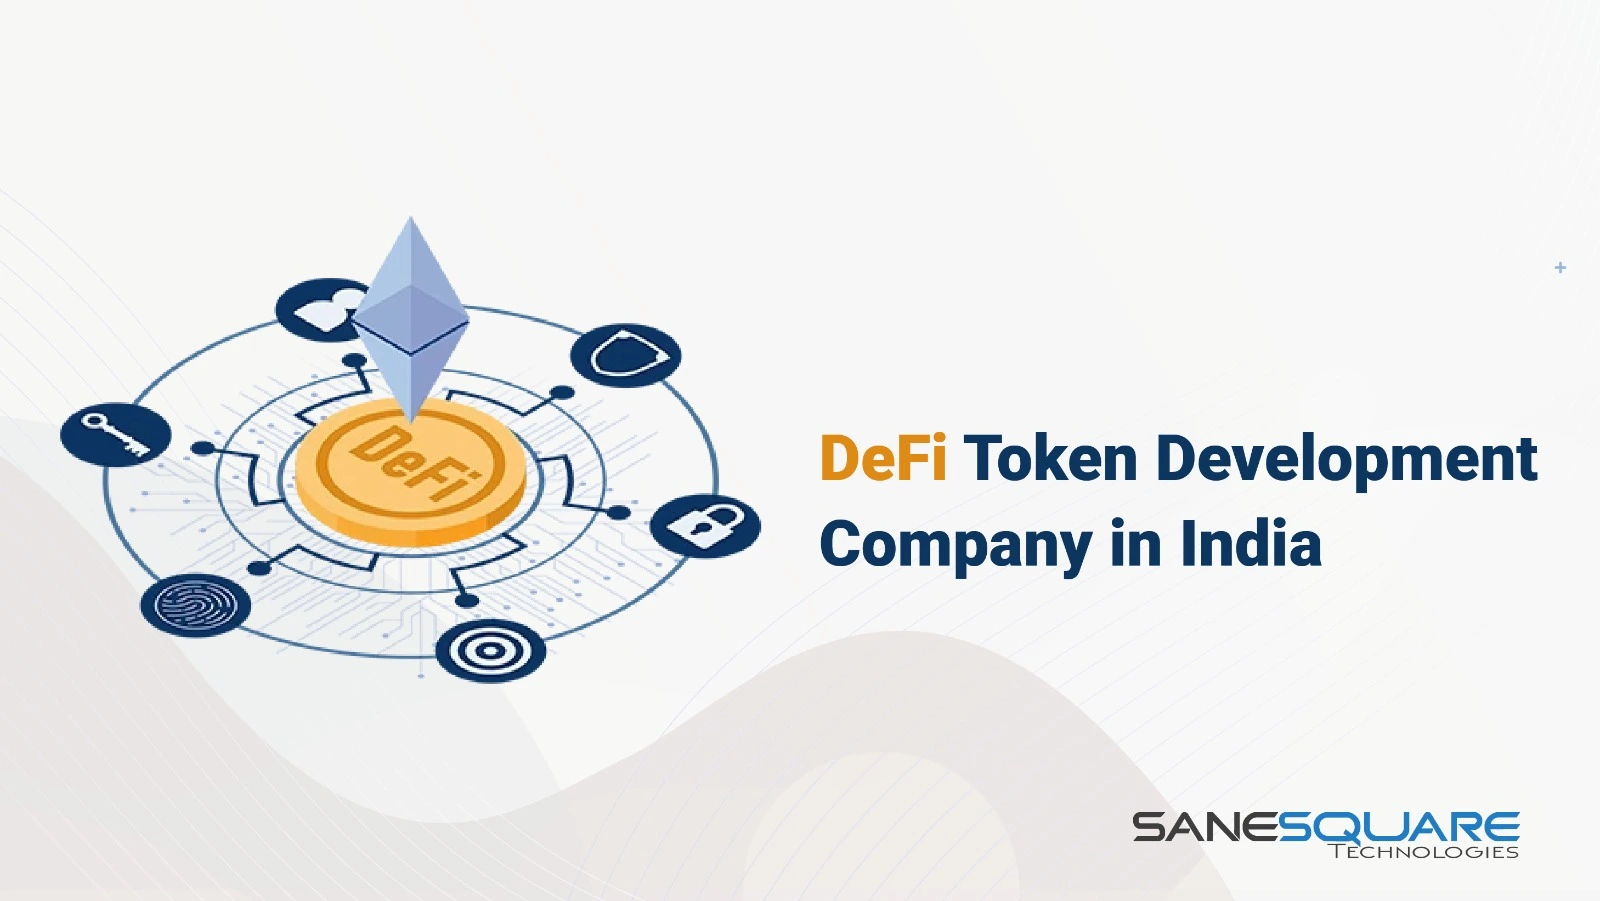 DeFi
DeFi Token Development
Company in India
SANESQUARE
TECHNOLOGIES